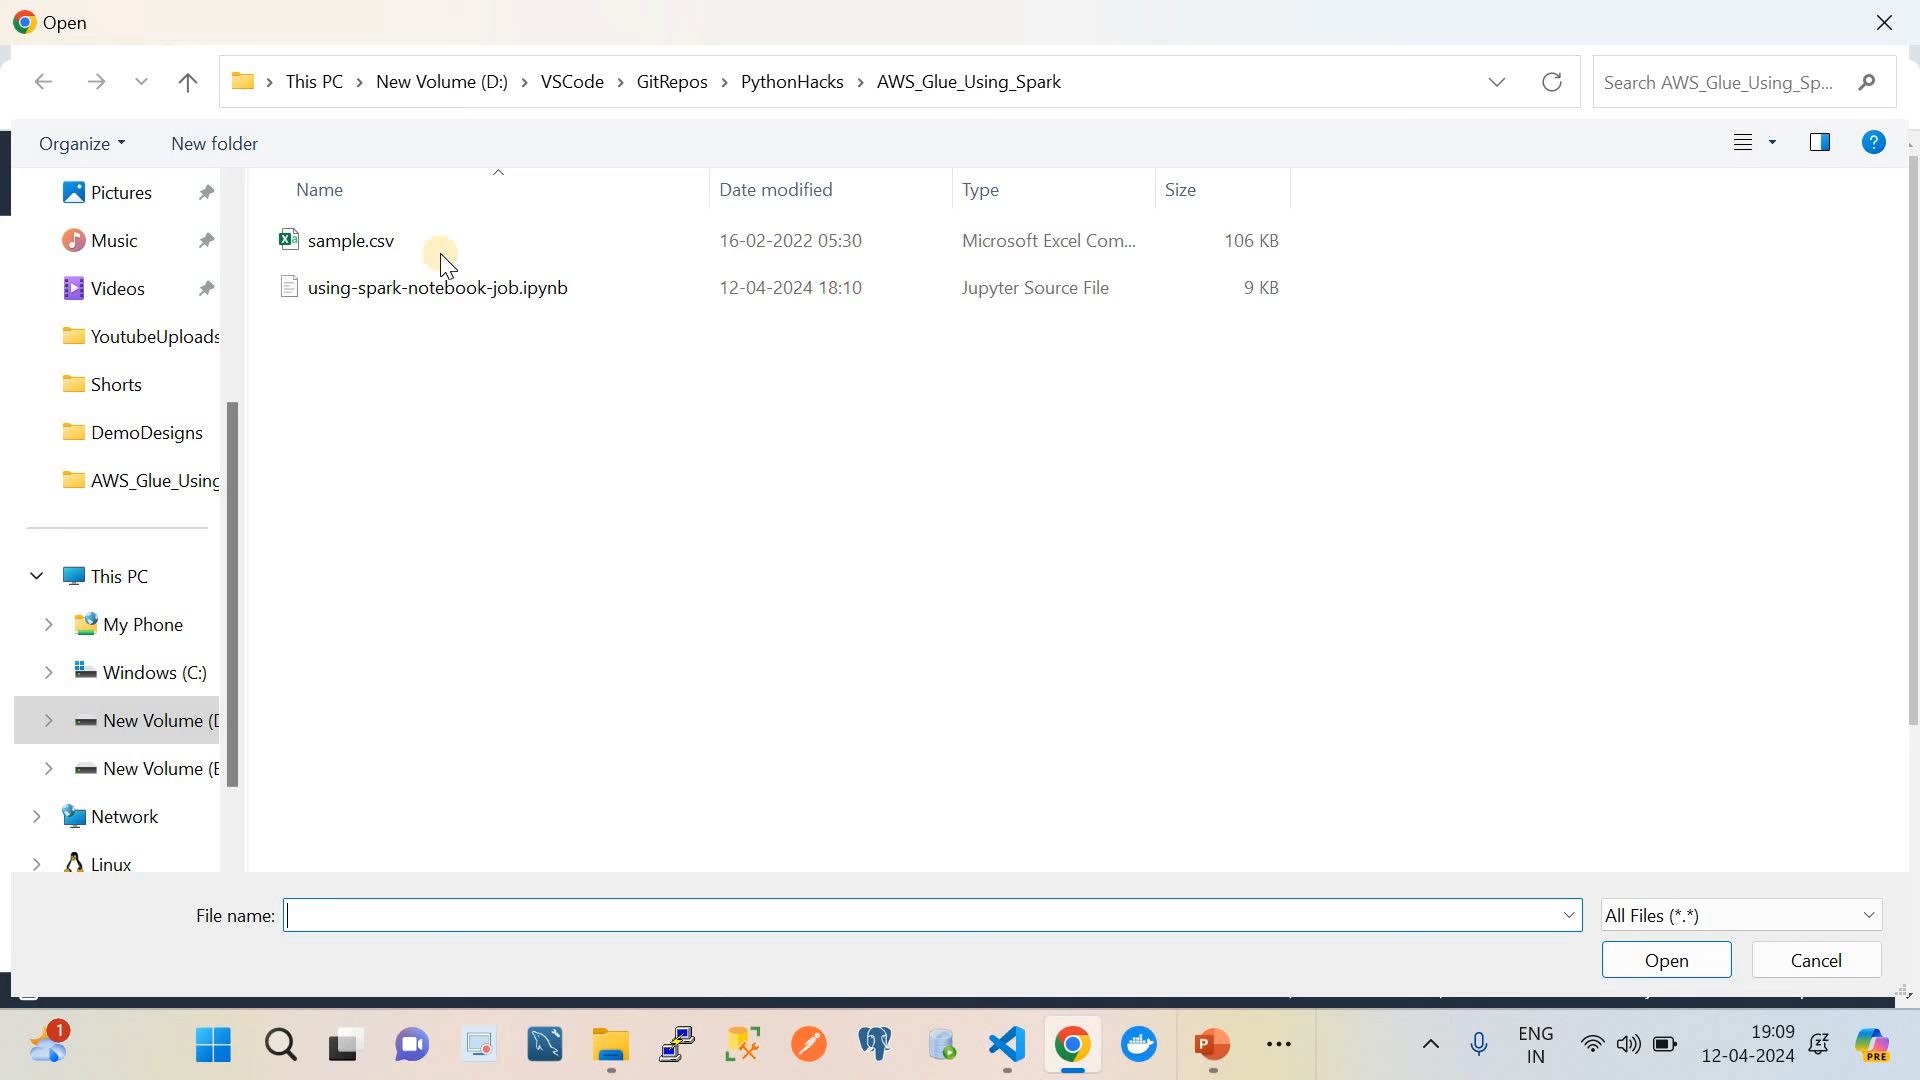 Open
This PC > New Volume (D:) > VSCode > GitRepos > PythonHacks > AWS_Glue_Using_Spark
Search AWS_Glue_Using_Sp...
Organize
New folder
?
Name
Date modified
Type
Size
sample.csv
16-02-2022 05:30
Microsoft Excel Com...
106 KB
using-spark-notebook-job.ipynb
12-04-2024 18:10
Jupyter Source File
9 KB
Pictures
Music
Videos
YoutubeUploads
Shorts
DemoDesigns
AWS_Glue_Using
This PC
My Phone
Windows (C:)
New Volume (D
New Volume (E
Network
Linux
File name:
All Files (*.*)
Open
Cancel
1
ENG
IN
19:09
12-04-2024
PRE